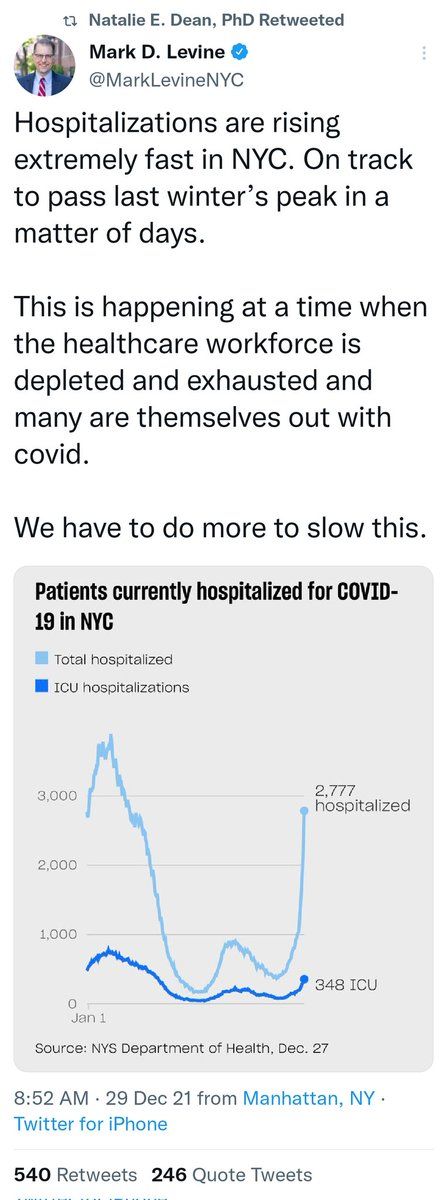 Natalie E. Dean, PhD Retweeted
Mark D. Levine
@MarkLevineNYC
Hospitalizations are rising
extremely fast in NYC. On track
to pass last winter’s peak in a
matter of days.
This is happening at a time when
the healthcare workforce is
depleted and exhausted and
many are themselves out with
covid.
We have to do more to slow this.
Patients currently hospitalized for COVID-
19 in NYC
Total hospitalized
ICU hospitalizations
3,000
2,777
hospitalized
2,000
1,000
348 ICU
0
Jan 1
Source: NYS Department of Health, Dec. 27
8:52 AM · 29 Dec 21 from Manhattan, NY ·
Twitter for iPhone
540 Retweets 246 Quote Tweets